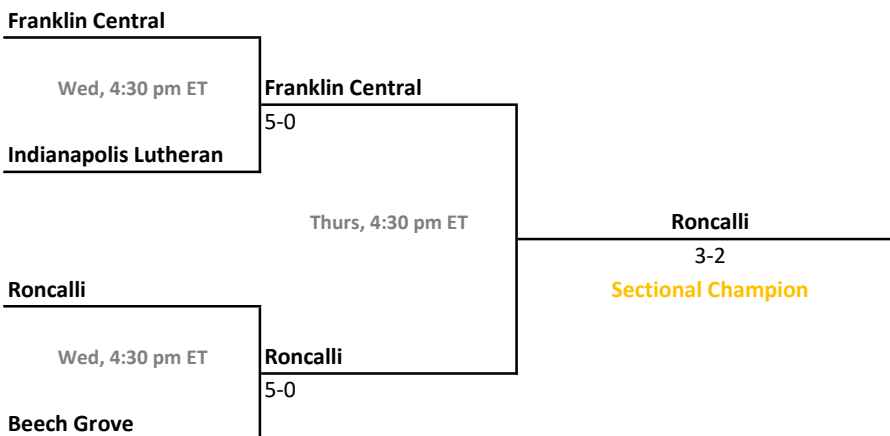 Franklin Central
Wed, 4:30 pm ET
Franklin Central
5-0
Indianapolis Lutheran
Thurs, 4:30 pm ET
Roncalli
3-2
Sectional Champion
Roncalli
Wed, 4:30 pm ET
Roncalli
5-0
Beech Grove